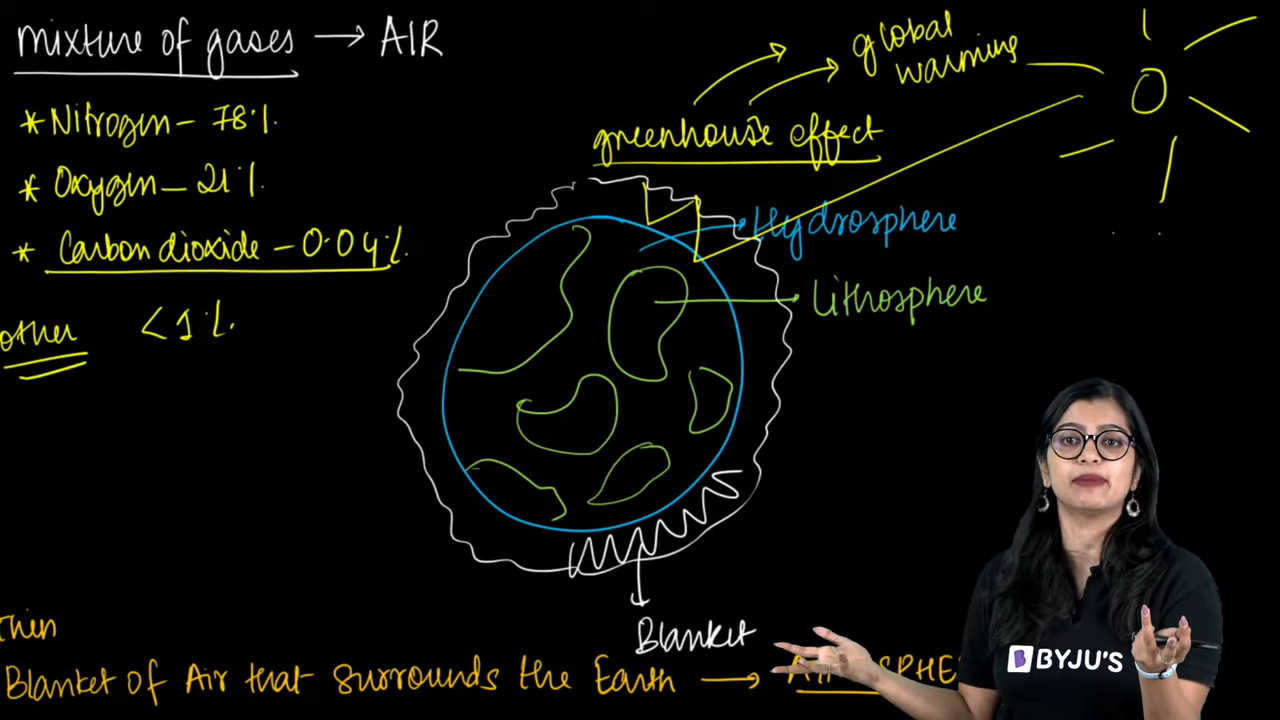 mixture of gases → AIR
* Nitrogen - 78%
* Oxygen - 21%
* Carbon dioxide - 0.04%
other <1%
global
warming
greenhouse effect
Hydrosphere
Lithosphere
Blanket
then
Blanket of Air that surrounds the Earth →
BYJU'S